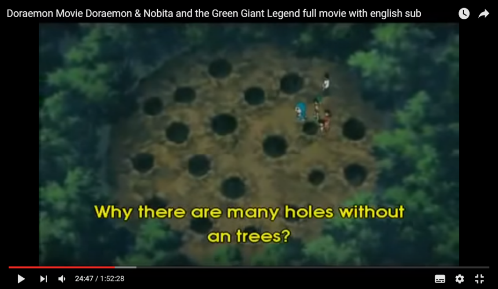 Doraemon Movie Doraemon & Nobita and the Green Giant Legend full movie with english sub
Why there are many holes without
an trees?
24:47 / 1:52:28